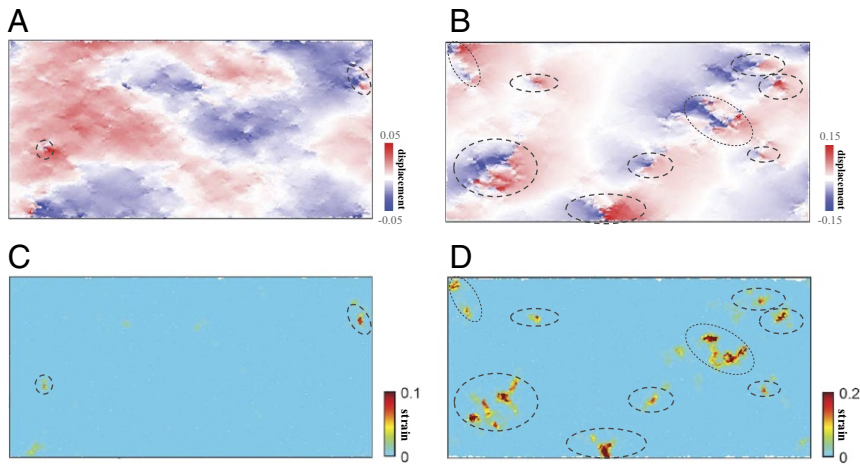 A
B
0.05
displacement
-0.05
0.15
displacement
-0.15
C
D
0.1
strain
0
0.2
strain
0